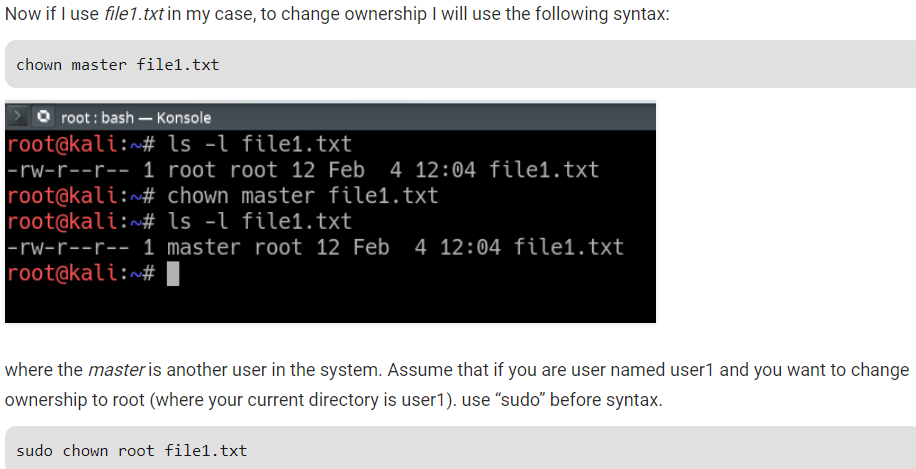 Now if I use file1.txt in my case, to change ownership I will use the following syntax:
chown master file1.txt
root : bash — Konsole
root@kali:~# ls -l file1.txt
-rw-r--r-- 1 root root 12 Feb  4 12:04 file1.txt
root@kali:~# chown master file1.txt
root@kali:~# ls -l file1.txt
-rw-r--r-- 1 master root 12 Feb  4 12:04 file1.txt
root@kali:~#
where the master is another user in the system. Assume that if you are user named user1 and you want to change
ownership to root (where your current directory is user1). use “sudo” before syntax.
sudo chown root file1.txt